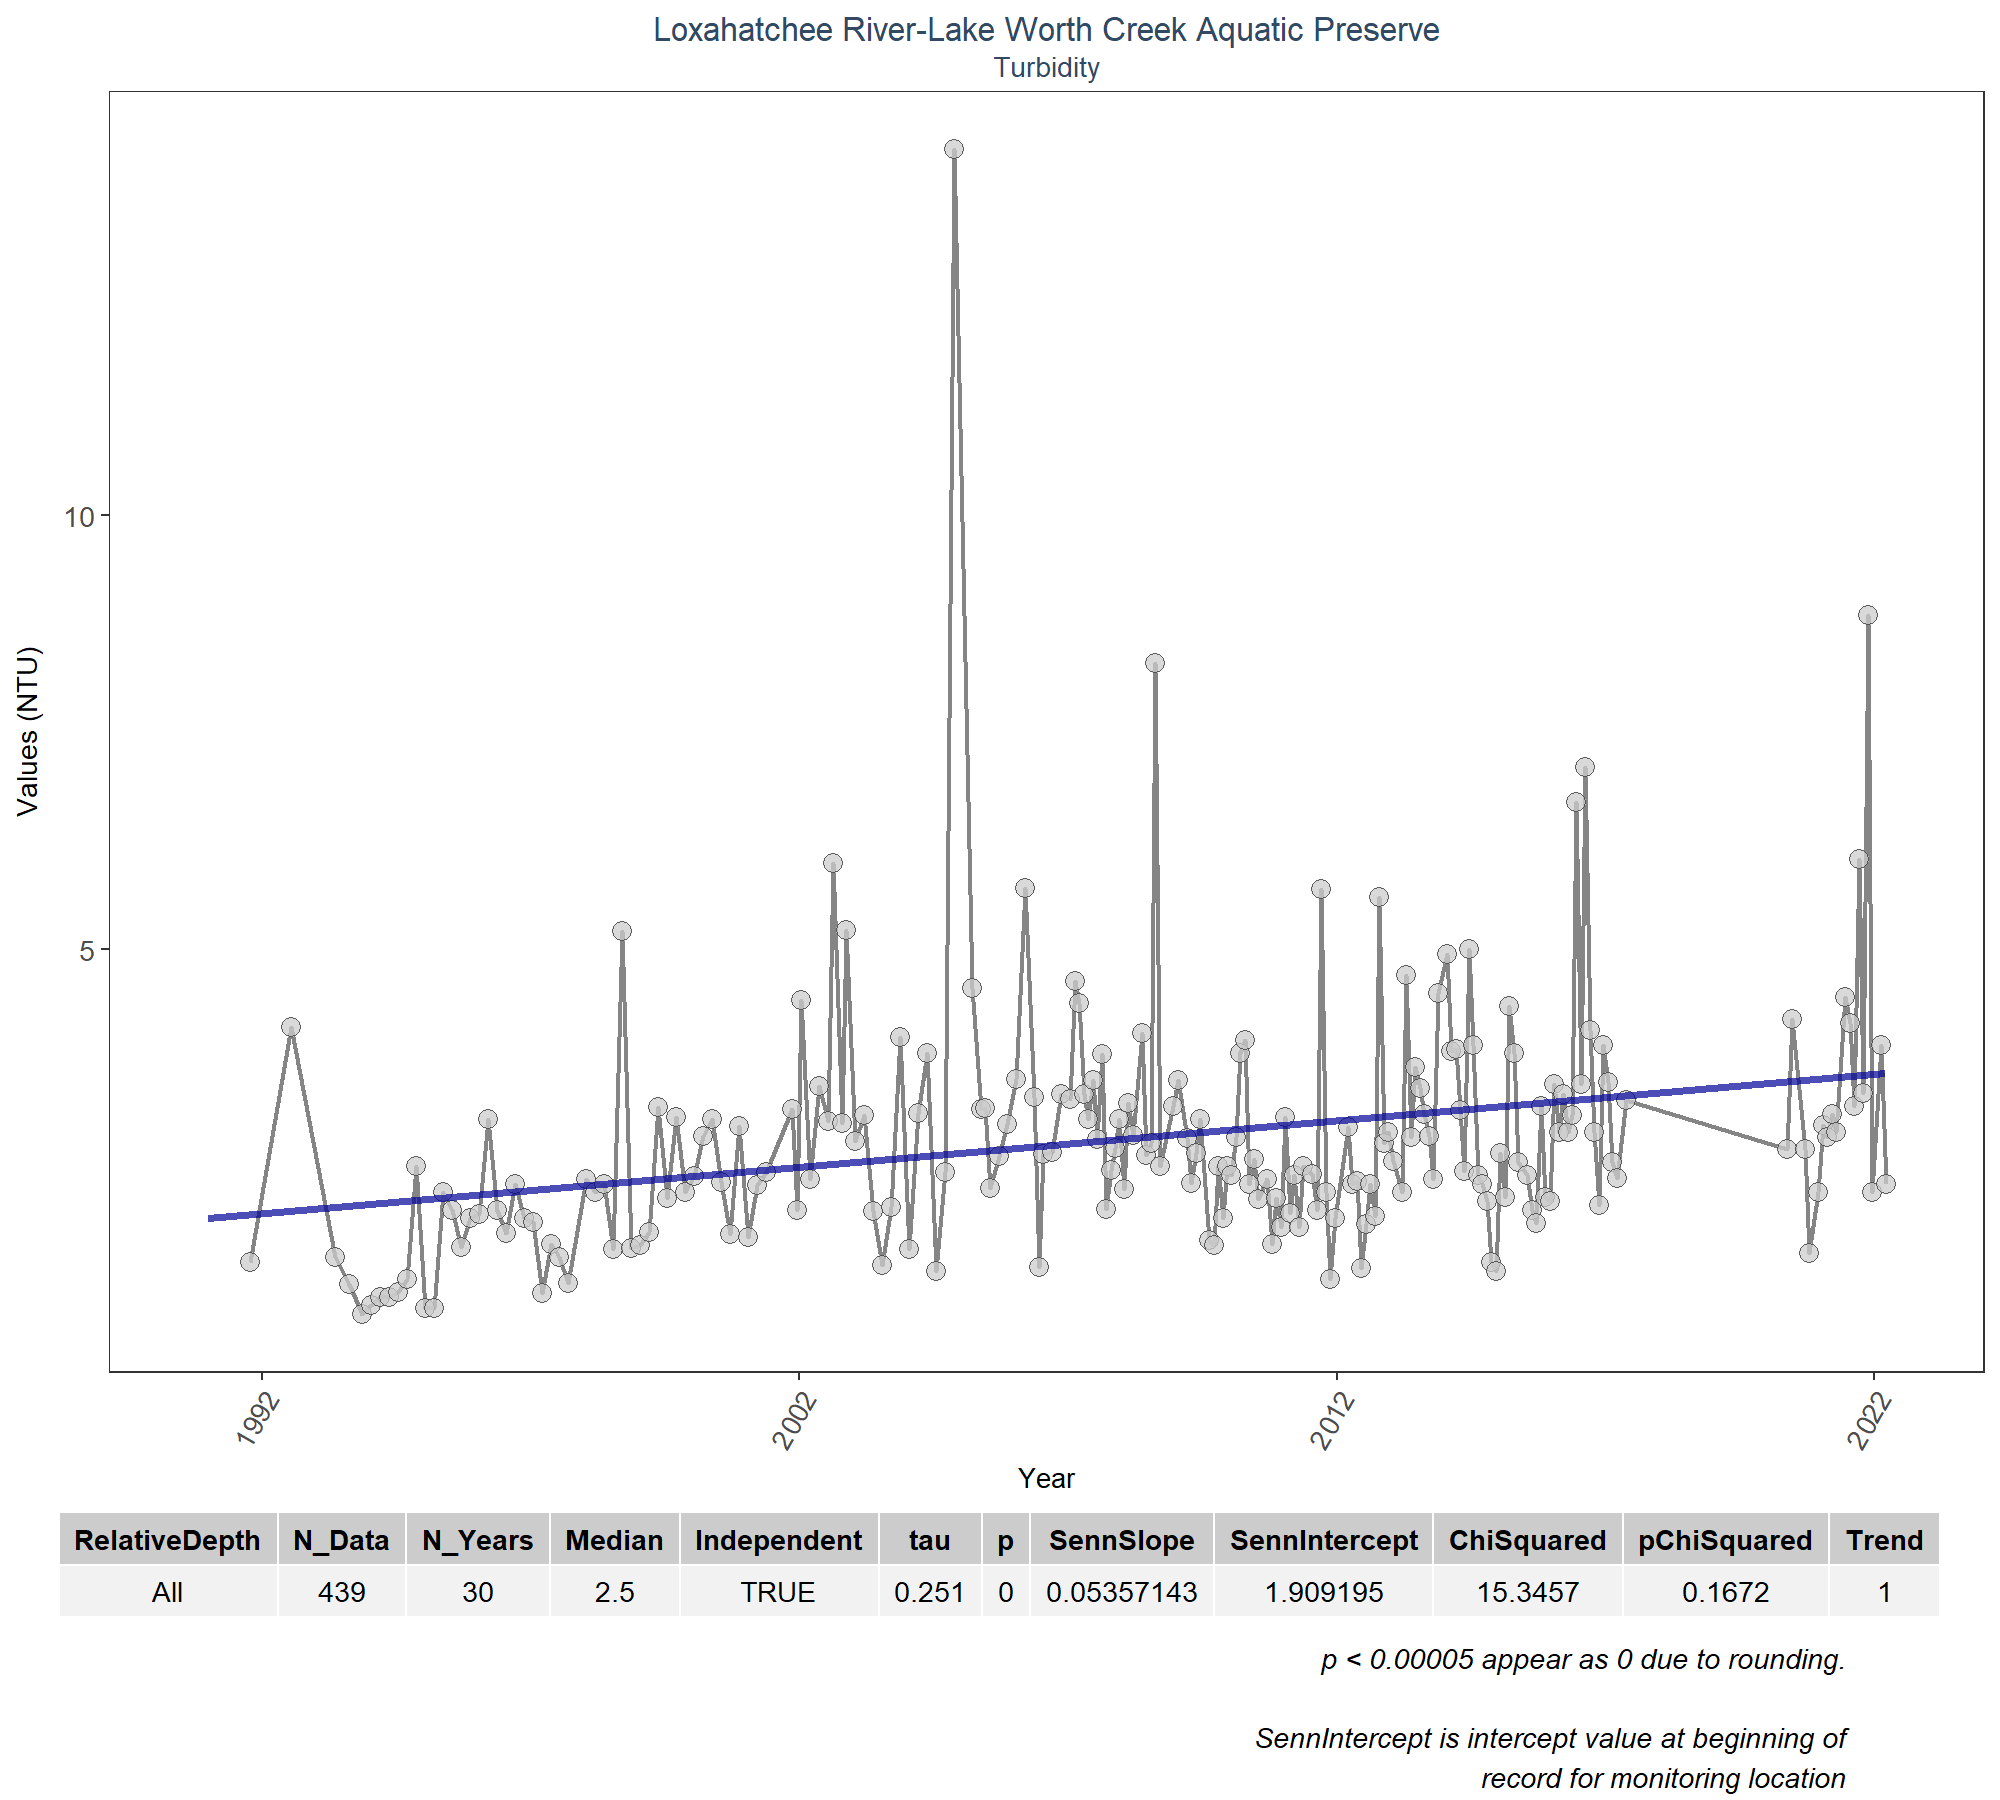 Loxahatchee River-Lake Worth Creek Aquatic Preserve
Turbidity
Values (NTU)
10
5
1992
2002
2012
2022
Year
RelativeDepth N_Data N_Years Median Independent tau p SennSlope SennIntercept ChiSquared pChiSquared Trend
All 439 30 2.5 TRUE 0.251 0 0.05357143 1.909195 15.3457 0.1672 1
p < 0.00005 appear as 0 due to rounding.
SennIntercept is intercept value at beginning of
record for monitoring location